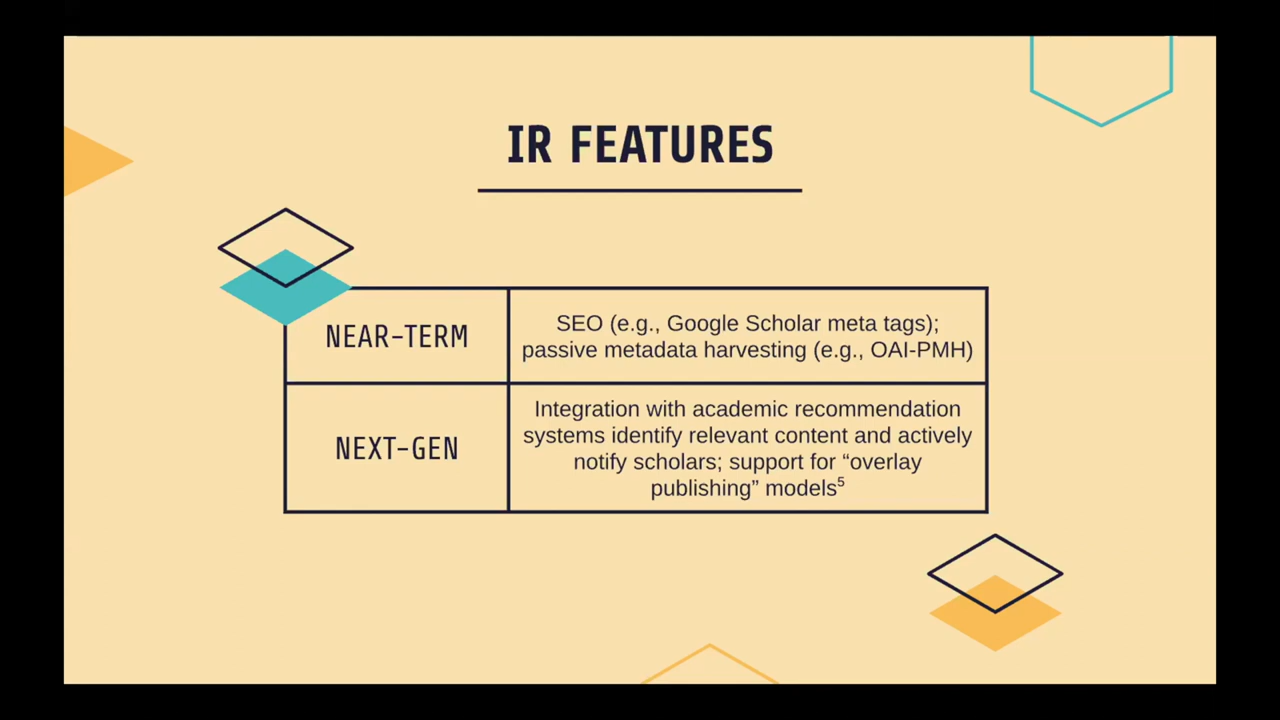 IR FEATURES
NEAR-TERM
SEO (e.g., Google Scholar meta tags);
passive metadata harvesting (e.g., OAI-PMH)
NEXT-GEN
Integration with academic recommendation
systems identify relevant content and actively
notify scholars; support for “overlay
publishing” models⁵